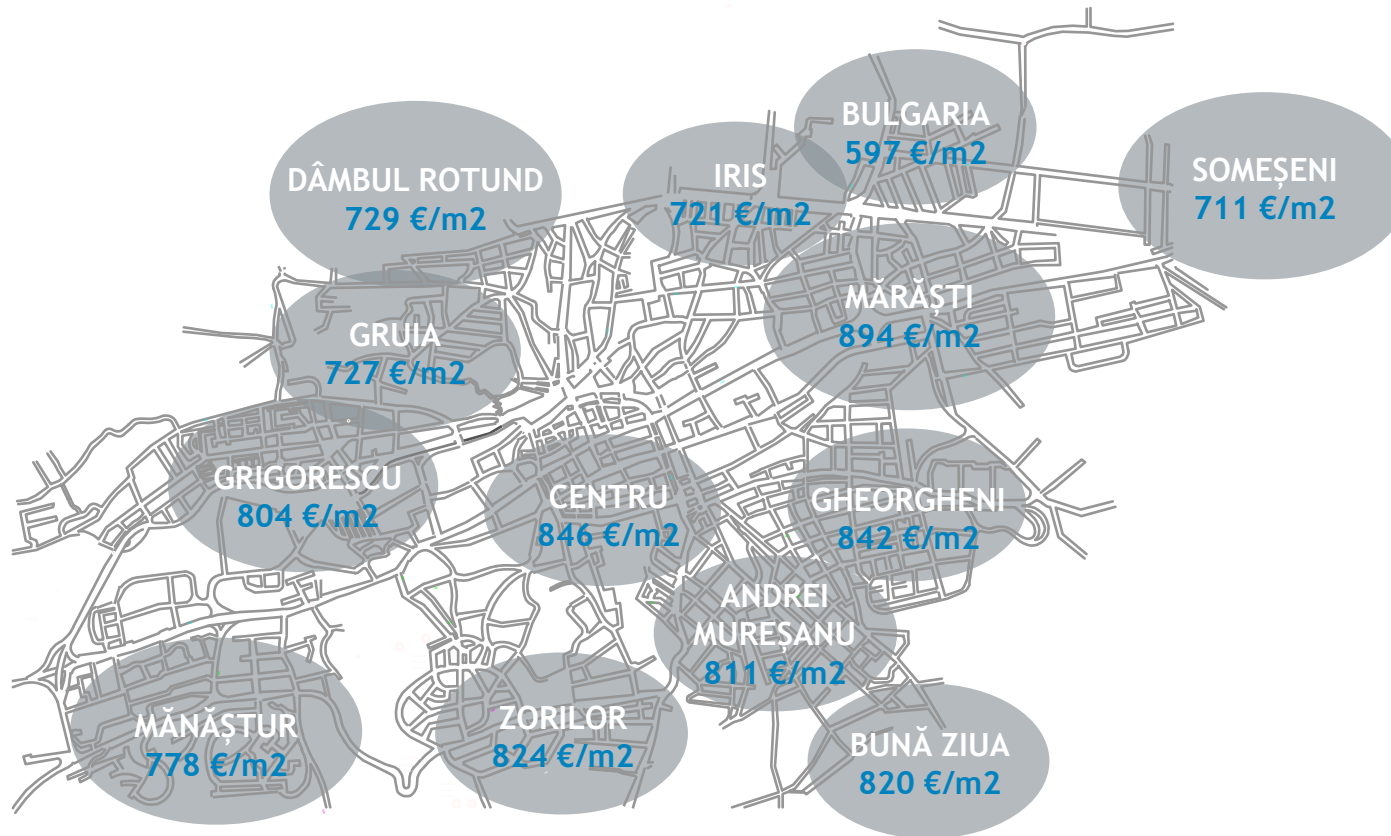 BULGARIA
597 €/m2
DÂMBUL ROTUND
729 €/m2
IRIS
721 €/m2
SOMEȘENI
711 €/m2
MĂRĂȘTI
894 €/m2
GRUIA
727 €/m2
GRIGORESCU
804 €/m2
CENTRU
846 €/m2
GHEORGHENI
842 €/m2
ANDREI
MURESANU
811 €/m2
MĂNĂȘTUR
778 €/m2
ZORILOR
824 €/m2
BUNĂ ZIUA
820 €/m2